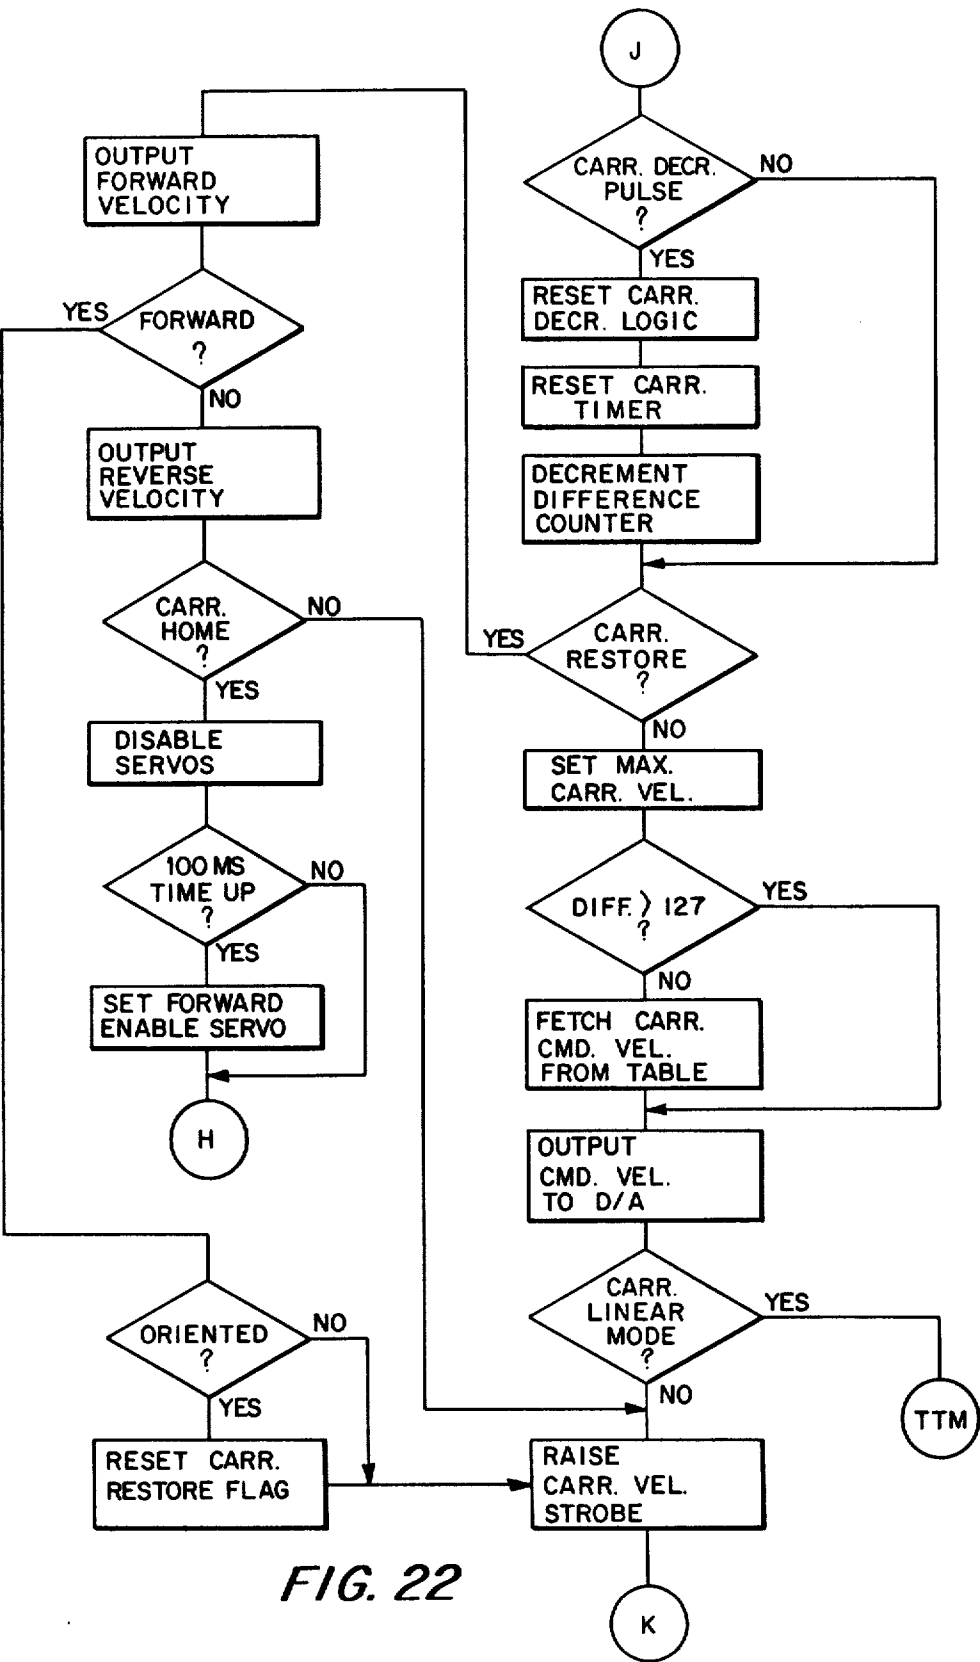 J
CARR. DECR.
PULSE
?
NO
YES
RESET CARR.
DECR. LOGIC
RESET CARR.
TIMER
DECREMENT
DIFFERENCE
COUNTER
CARR.
RESTORE
?
YES
NO
SET MAX.
CARR. VEL.
DIFF. > 127
?
YES
NO
FETCH CARR.
CMD. VEL.
FROM TABLE
OUTPUT
CMD. VEL.
TO D/A
CARR.
LINEAR
MODE
?
YES
NO
TTM
RAISE
CARR. VEL.
STROBE
K
OUTPUT
FORWARD
VELOCITY
FORWARD
?
YES
NO
OUTPUT
REVERSE
VELOCITY
CARR.
HOME
?
NO
YES
DISABLE
SERVOS
100 MS
TIME UP
?
NO
YES
SET FORWARD
ENABLE SERVO
H
ORIENTED
?
NO
YES
RESET CARR.
RESTORE FLAG
FIG. 22